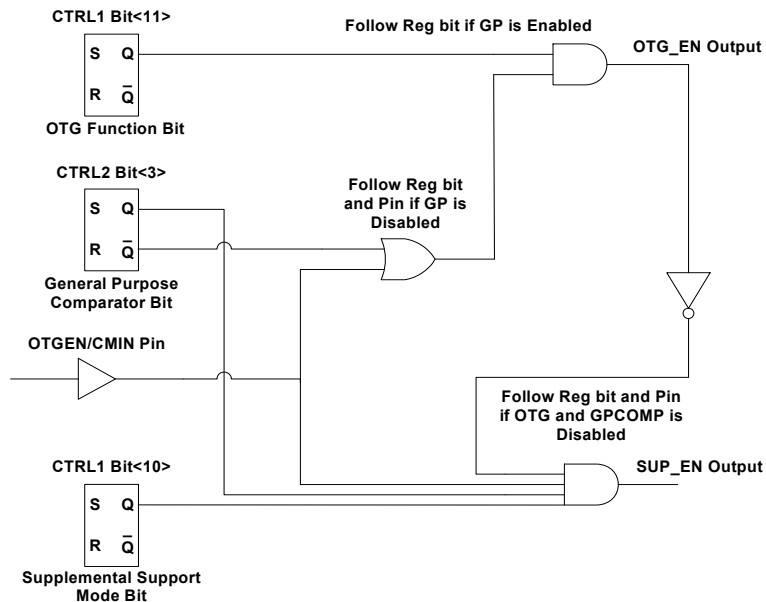 CTRL1 Bit<11>
S Q
R Q̅
OTG Function Bit
Follow Reg bit if GP is Enabled
OTG_EN Output
CTRL2 Bit<3>
S Q
R Q̅
General Purpose
Comparator Bit
Follow Reg bit
and Pin if GP is
Disabled
OTGEN/CMIN Pin
Follow Reg bit and Pin
if OTG and GPCOMP is
Disabled
CTRL1 Bit<10>
S Q
R Q̅
Supplemental Support
Mode Bit
SUP_EN Output